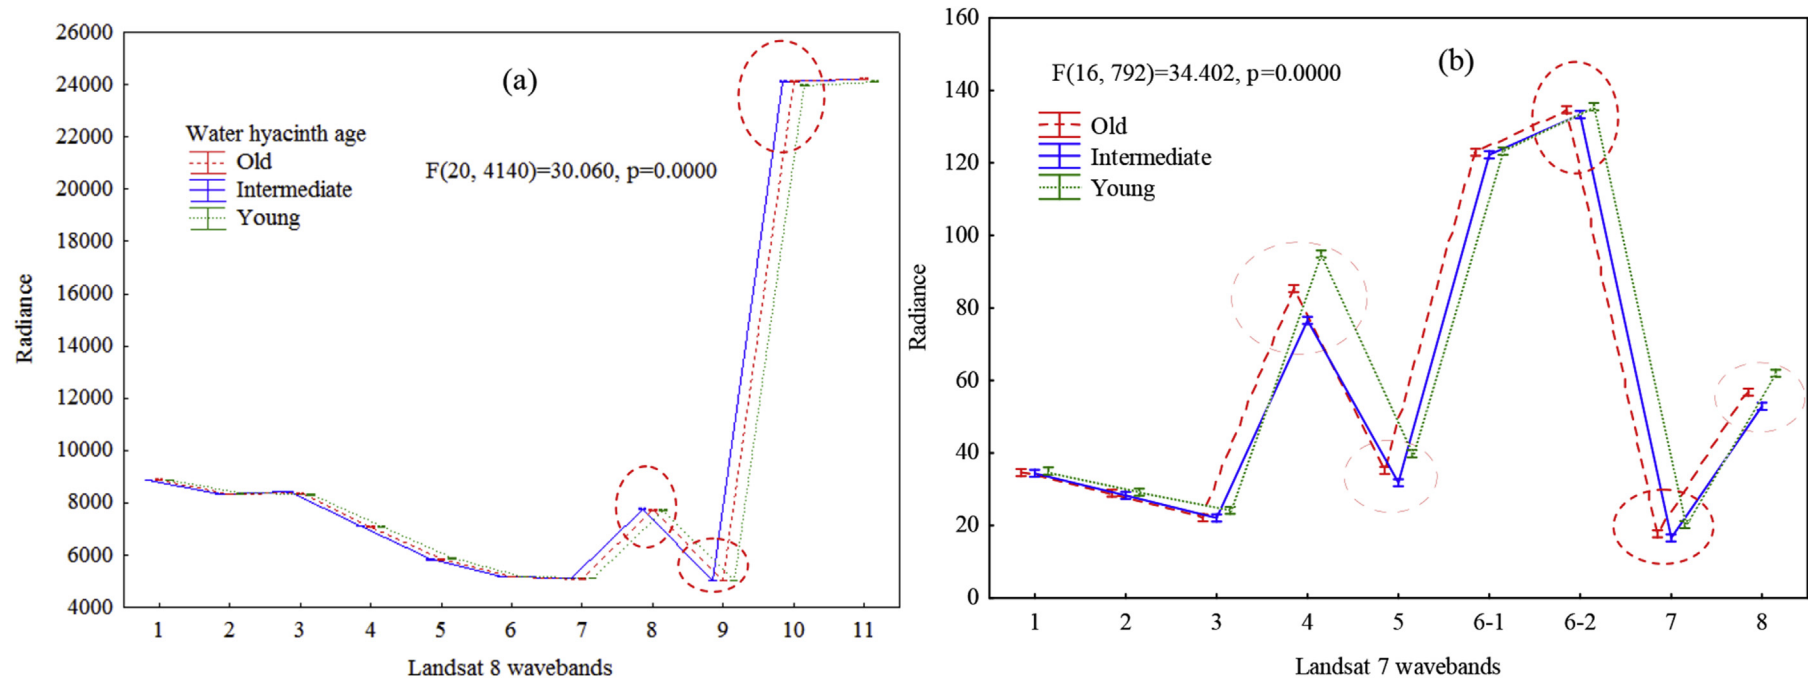 26000
24000
22000
20000
18000
16000
14000
12000
10000
8000
6000
4000
Radiance
(a)
Water hyacinth age
Old
Intermediate
Young
F(20, 4140)=30.060, p=0.0000
1 2 3 4 5 6 7 8 9 10 11
Landsat 8 wavebands
160
140
120
100
80
60
40
20
0
Radiance
(b)
F(16, 792)=34.402, p=0.0000
Old
Intermediate
Young
1 2 3 4 5 6-1 6-2 7 8
Landsat 7 wavebands